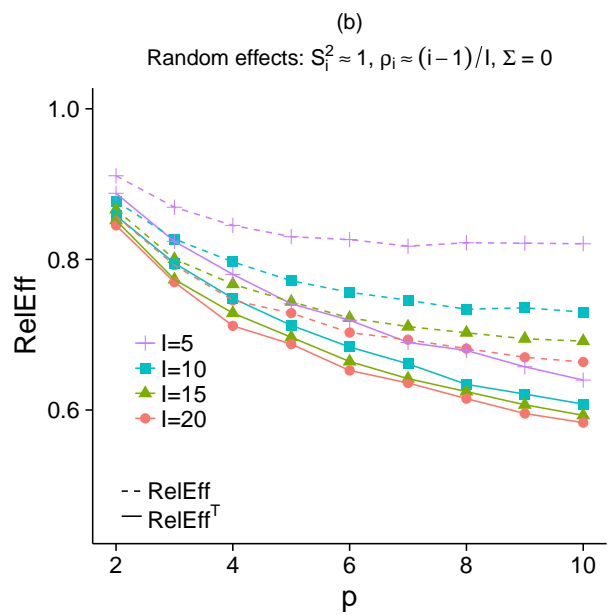 (b)
Random effects: S_i^2 ≈ 1, ρ_i ≈ (i − 1)/I, Σ = 0
RelEff
1.0
0.8
0.6
I=5
I=10
I=15
I=20
RelEff
RelEff^T
2 4 6 8 10
p